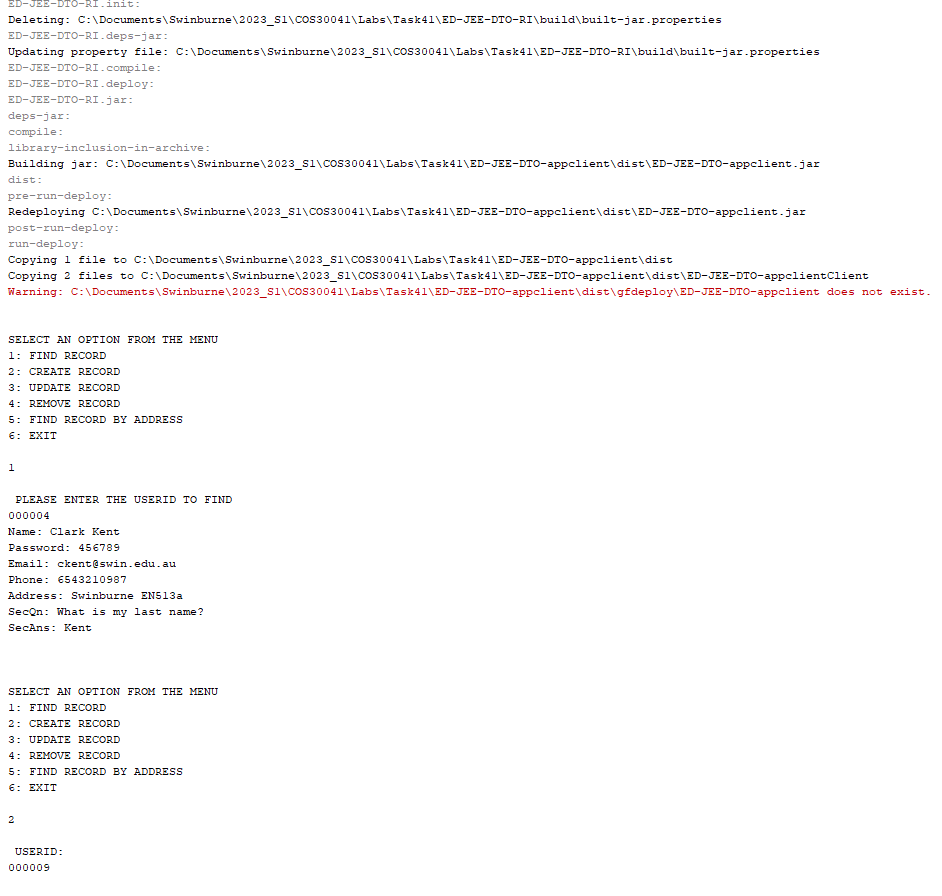 ED-JEE-DTO-RI.init:
Deleting: C:\Documents\Swinburne\2023_S1\COS30041\Labs\Task41\ED-JEE-DTO-RI\build\built-jar.properties
ED-JEE-DTO-RI.deps-jar:
Updating property file: C:\Documents\Swinburne\2023_S1\COS30041\Labs\Task41\ED-JEE-DTO-RI\build\built-jar.properties
ED-JEE-DTO-RI.compile:
ED-JEE-DTO-RI.deploy:
ED-JEE-DTO-RI.jar:
deps-jar:
compile:
library-inclusion-in-archive:
Building jar: C:\Documents\Swinburne\2023_S1\COS30041\Labs\Task41\ED-JEE-DTO-appclient\dist\ED-JEE-DTO-appclient.jar
dist:
pre-run-deploy:
Redeploying C:\Documents\Swinburne\2023_S1\COS30041\Labs\Task41\ED-JEE-DTO-appclient\dist\ED-JEE-DTO-appclient.jar
post-run-deploy:
run-deploy:
Copying 1 file to C:\Documents\Swinburne\2023_S1\COS30041\Labs\Task41\ED-JEE-DTO-appclient\dist
Copying 2 files to C:\Documents\Swinburne\2023_S1\COS30041\Labs\Task41\ED-JEE-DTO-appclient\dist\ED-JEE-DTO-appclientClient
Warning: C:\Documents\Swinburne\2023_S1\COS30041\Labs\Task41\ED-JEE-DTO-appclient\dist\gfdeploy\ED-JEE-DTO-appclient does not exist.
SELECT AN OPTION FROM THE MENU
1: FIND RECORD
2: CREATE RECORD
3: UPDATE RECORD
4: REMOVE RECORD
5: FIND RECORD BY ADDRESS
6: EXIT
1
PLEASE ENTER THE USERID TO FIND
000004
Name: Clark Kent
Password: 456789
Email: ckent@swin.edu.au
Phone: 6543210987
Address: Swinburne EN513a
SecQn: What is my last name?
SecAns: Kent
SELECT AN OPTION FROM THE MENU
1: FIND RECORD
2: CREATE RECORD
3: UPDATE RECORD
4: REMOVE RECORD
5: FIND RECORD BY ADDRESS
6: EXIT
2
USERID:
000009